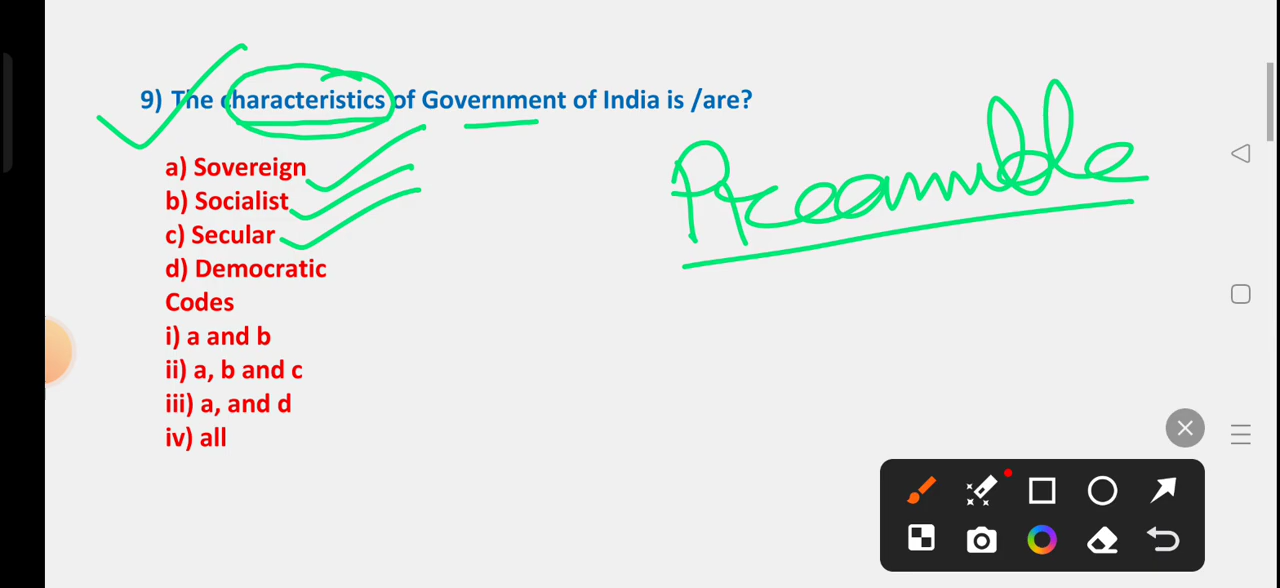 9) The characteristics of Government of India is /are?
a) Sovereign
b) Socialist
c) Secular
d) Democratic
Codes
i) a and b
ii) a, b and c
iii) a, and d
iv) all
Preamble